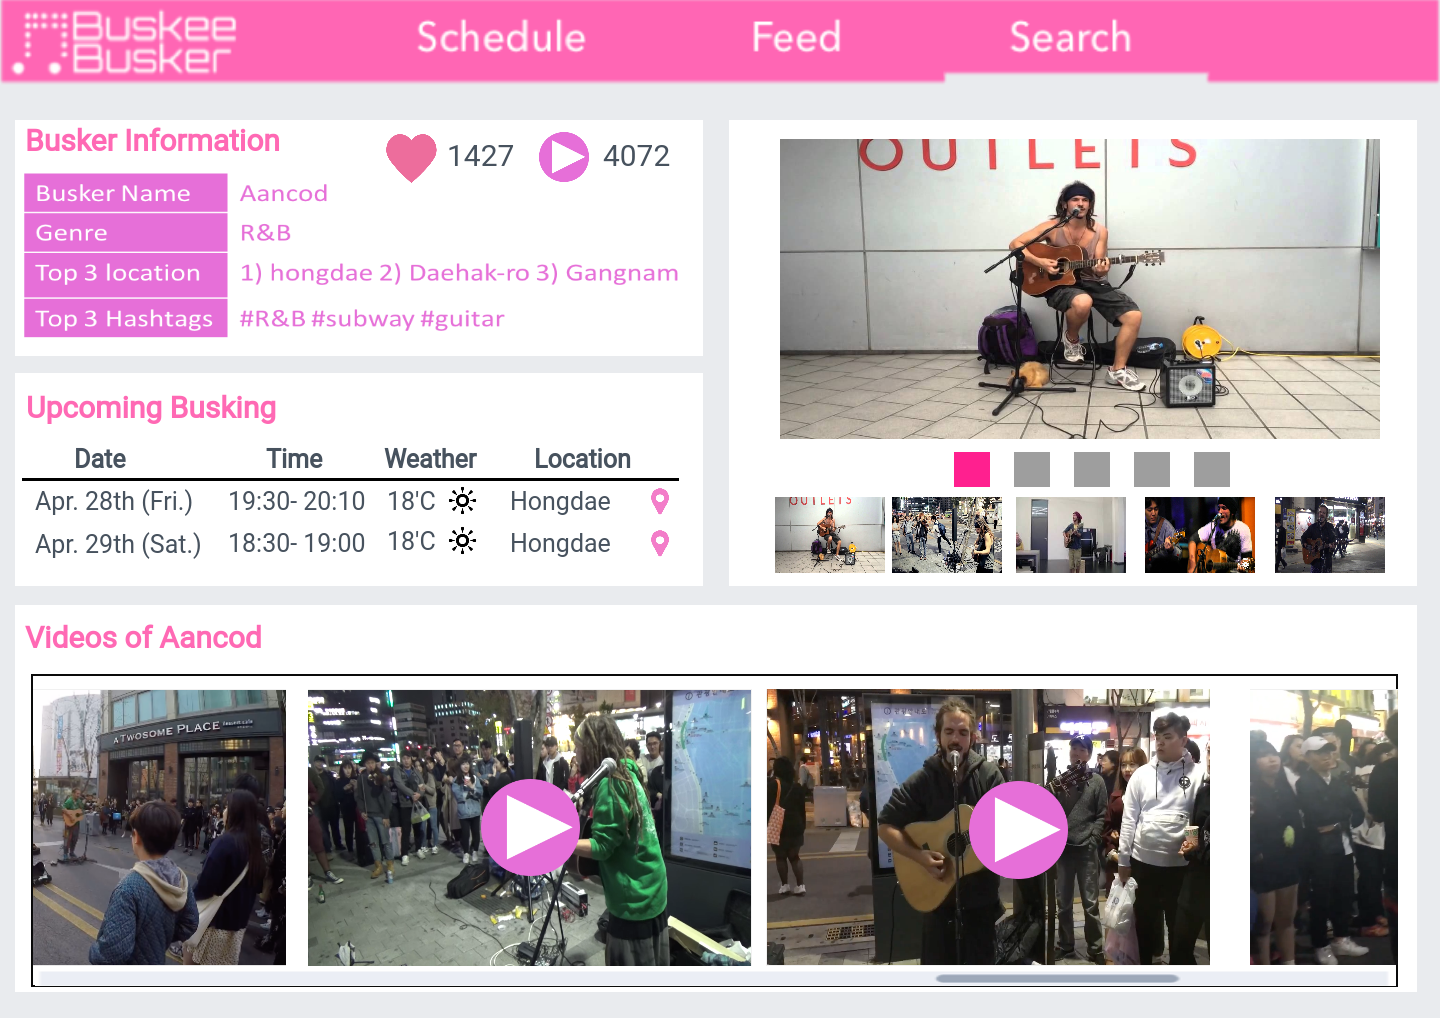 Buskee
Busker
Schedule
Feed
Search
Busker Information
1427
4072
Busker Name
Aancod
Genre
R&B
Top 3 location
1) hongdae 2) Daehak-ro 3) Gangnam
Top 3 Hashtags
#R&B #subway #guitar
Upcoming Busking
Date Time Weather Location
Apr. 28th (Fri.) 19:30- 20:10 18'C Hongdae
Apr. 29th (Sat.) 18:30- 19:00 18'C Hongdae
OUTLETS
OUTLETS
Videos of Aancod
A TWOSOME PLACE